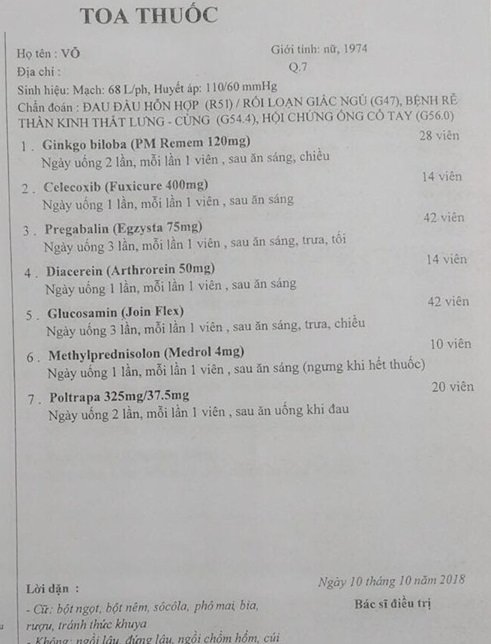 TOA THUỐC
Họ tên : VÕ Giới tính: nữ, 1974
Địa chỉ : Q.7
Sinh hiệu: Mạch: 68 L/ph, Huyết áp: 110/60 mmHg
Chẩn đoán : ĐAU ĐẦU HỖN HỢP (R51) / RỐI LOẠN GIẤC NGỦ (G47), BỆNH RỄ
THẦN KINH THẮT LƯNG - CÙNG (G54.4), HỘI CHỨNG ỐNG CỔ TAY (G56.0)
1 . Ginkgo biloba (PM Remem 120mg) 28 viên
Ngày uống 2 lần, mỗi lần 1 viên , sau ăn sáng, chiều
2 . Celecoxib (Fuxicure 400mg) 14 viên
Ngày uống 1 lần, mỗi lần 1 viên , sau ăn sáng
3 . Pregabalin (Egzysta 75mg) 42 viên
Ngày uống 3 lần, mỗi lần 1 viên , sau ăn sáng, trưa, tối
4 . Diacerein (Arthrorein 50mg) 14 viên
Ngày uống 1 lần, mỗi lần 1 viên , sau ăn sáng
5 . Glucosamin (Join Flex) 42 viên
Ngày uống 3 lần, mỗi lần 1 viên , sau ăn sáng, trưa, chiều
6 . Methylprednisolon (Medrol 4mg) 10 viên
Ngày uống 1 lần, mỗi lần 1 viên , sau ăn sáng (ngưng khi hết thuốc)
7 . Poltrapa 325mg/37.5mg 20 viên
Ngày uống 2 lần, mỗi lần 1 viên , sau ăn uống khi đau
Ngày 10 tháng 10 năm 2018
Lời dặn : Bác sĩ điều trị
- Cữ: bột ngọt, bột nêm, sôcôla, phô mai, bia,
rượu, tránh thức khuya
- Không: ngồi lâu, đứng lâu, ngồi chồm hổm, cúi